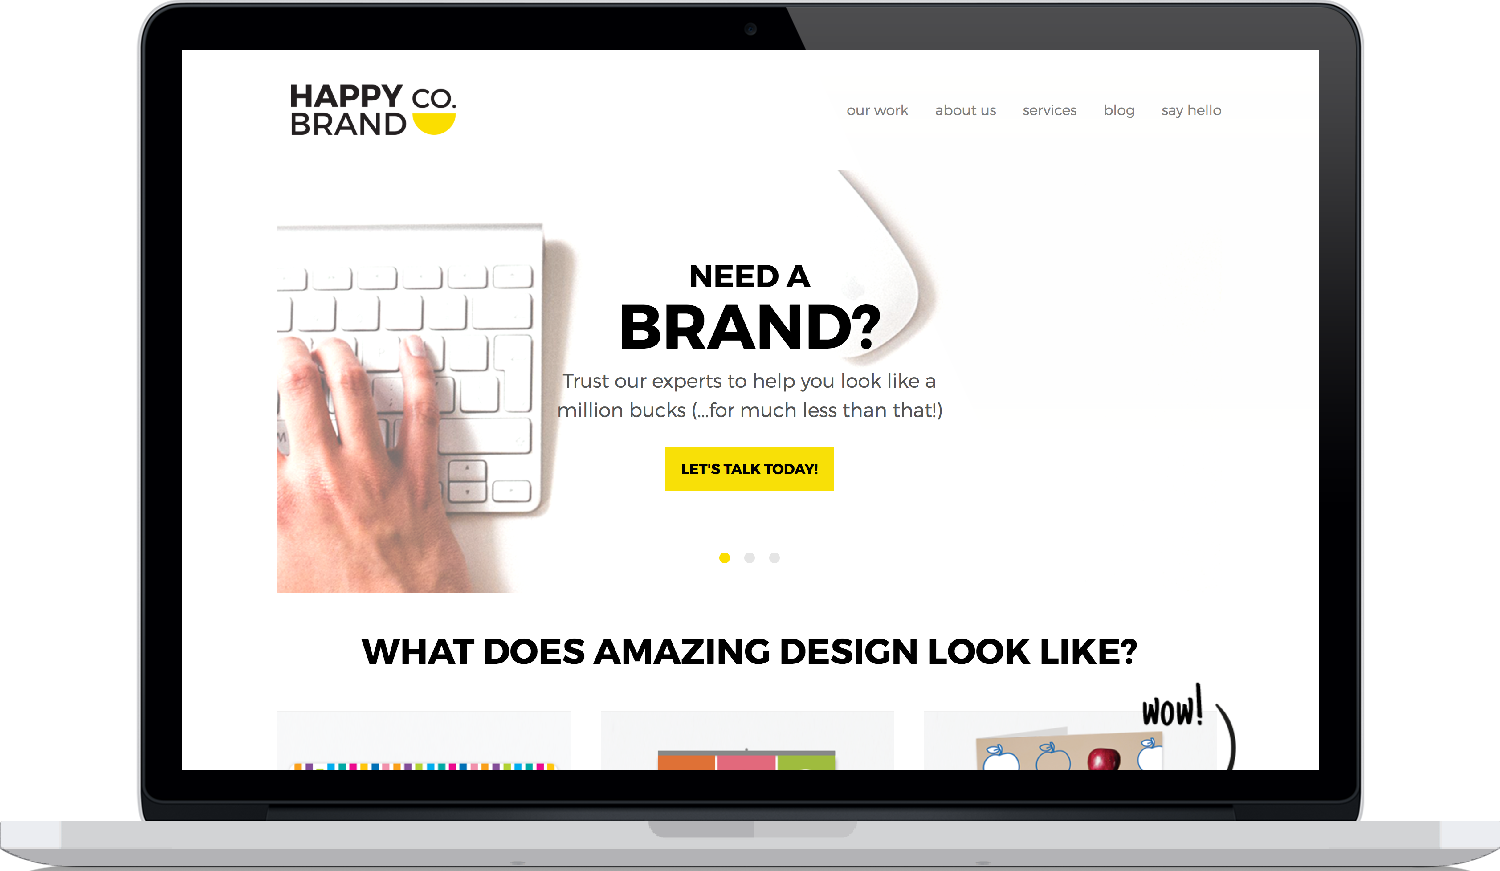 HAPPY CO.
BRAND
our work about us services blog say hello
NEED A
BRAND?
Trust our experts to help you look like a
million bucks (...for much less than that!)
LET'S TALK TODAY!
WHAT DOES AMAZING DESIGN LOOK LIKE?
wow!